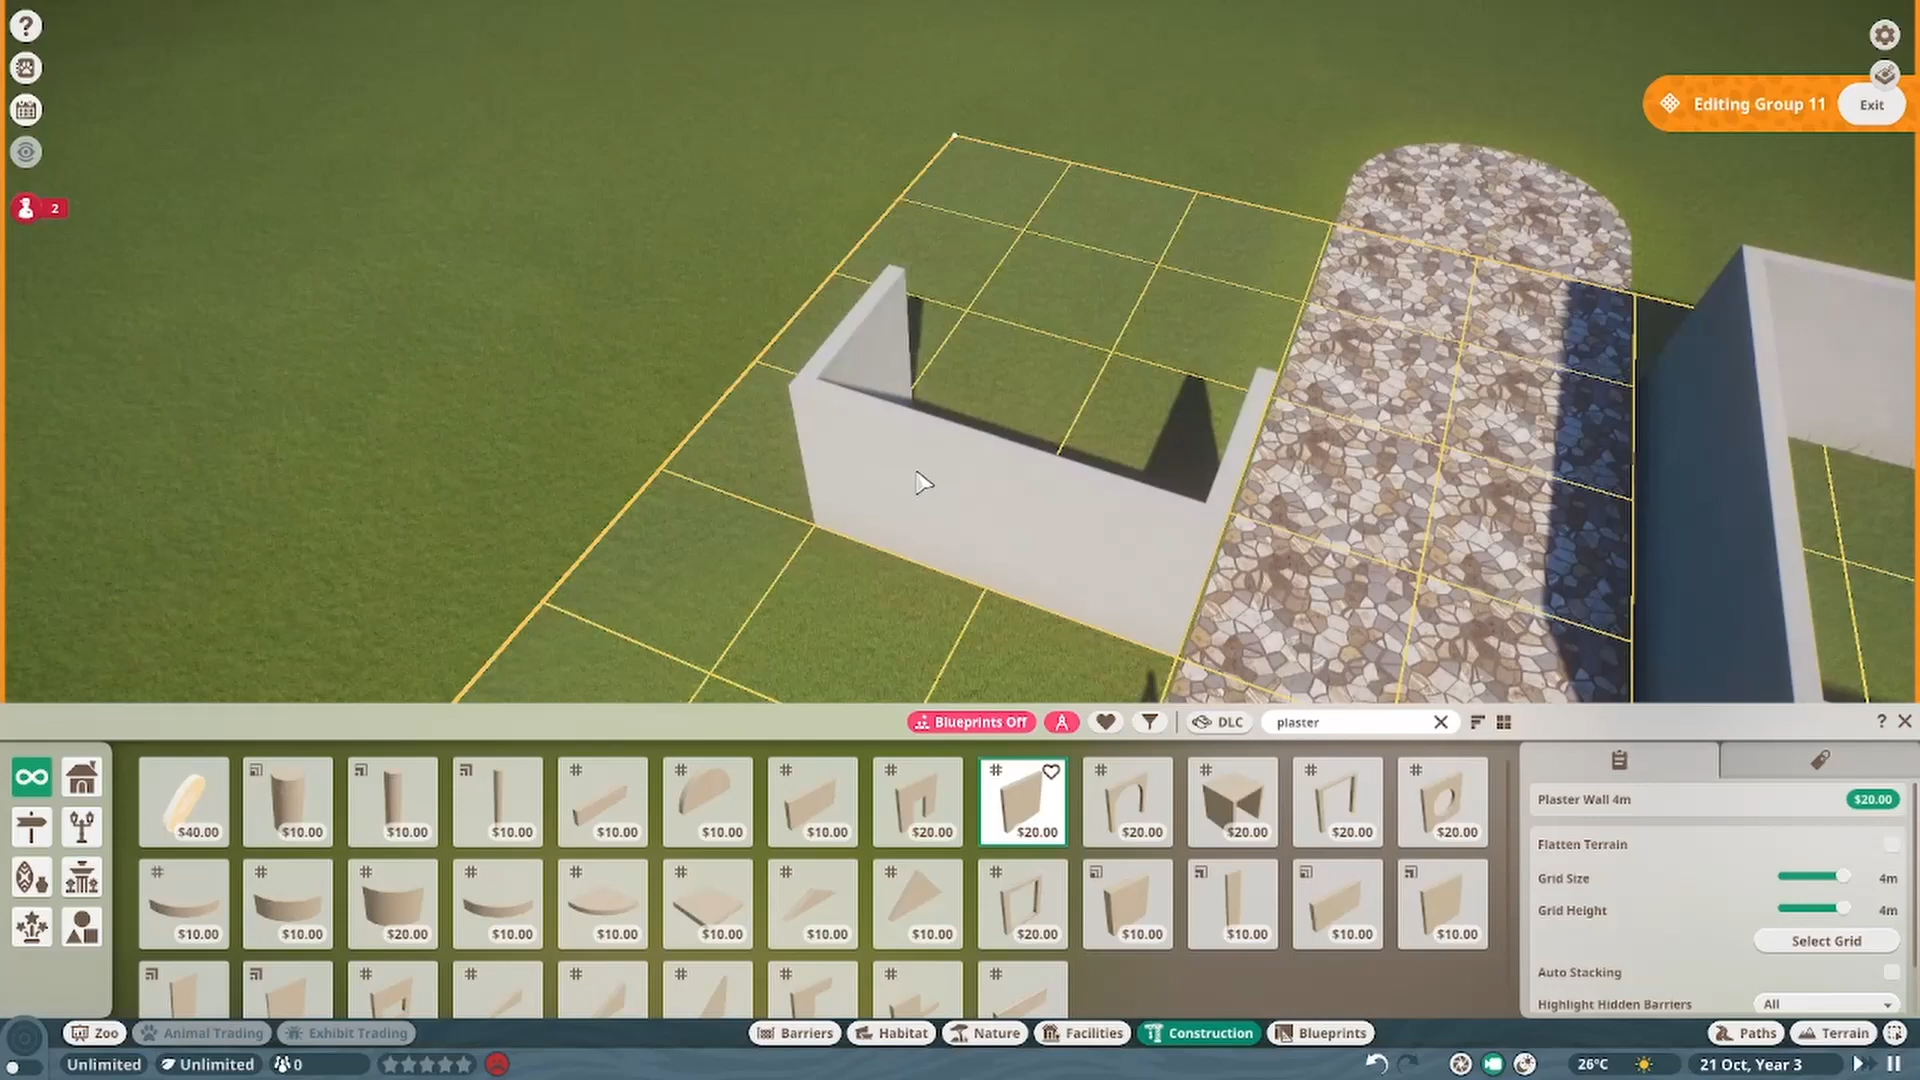 ?
Editing Group 11
Exit
2
Blueprints Off
DLC
plaster
?
$40.00
$10.00
$10.00
$10.00
$10.00
$10.00
$10.00
$20.00
$20.00
$20.00
$20.00
$20.00
$20.00
$10.00
$10.00
$20.00
$10.00
$10.00
$10.00
$10.00
$10.00
$20.00
$10.00
$10.00
$10.00
$10.00
Plaster Wall 4m
$20.00
Flatten Terrain
Grid Size
4m
Grid Height
4m
Select Grid
Auto Stacking
Highlight Hidden Barriers
All
Zoo
Animal Trading
Exhibit Trading
Barriers
Habitat
Nature
Facilities
Construction
Blueprints
Paths
Terrain
Unlimited
Unlimited
0
26°C
21 Oct, Year 3